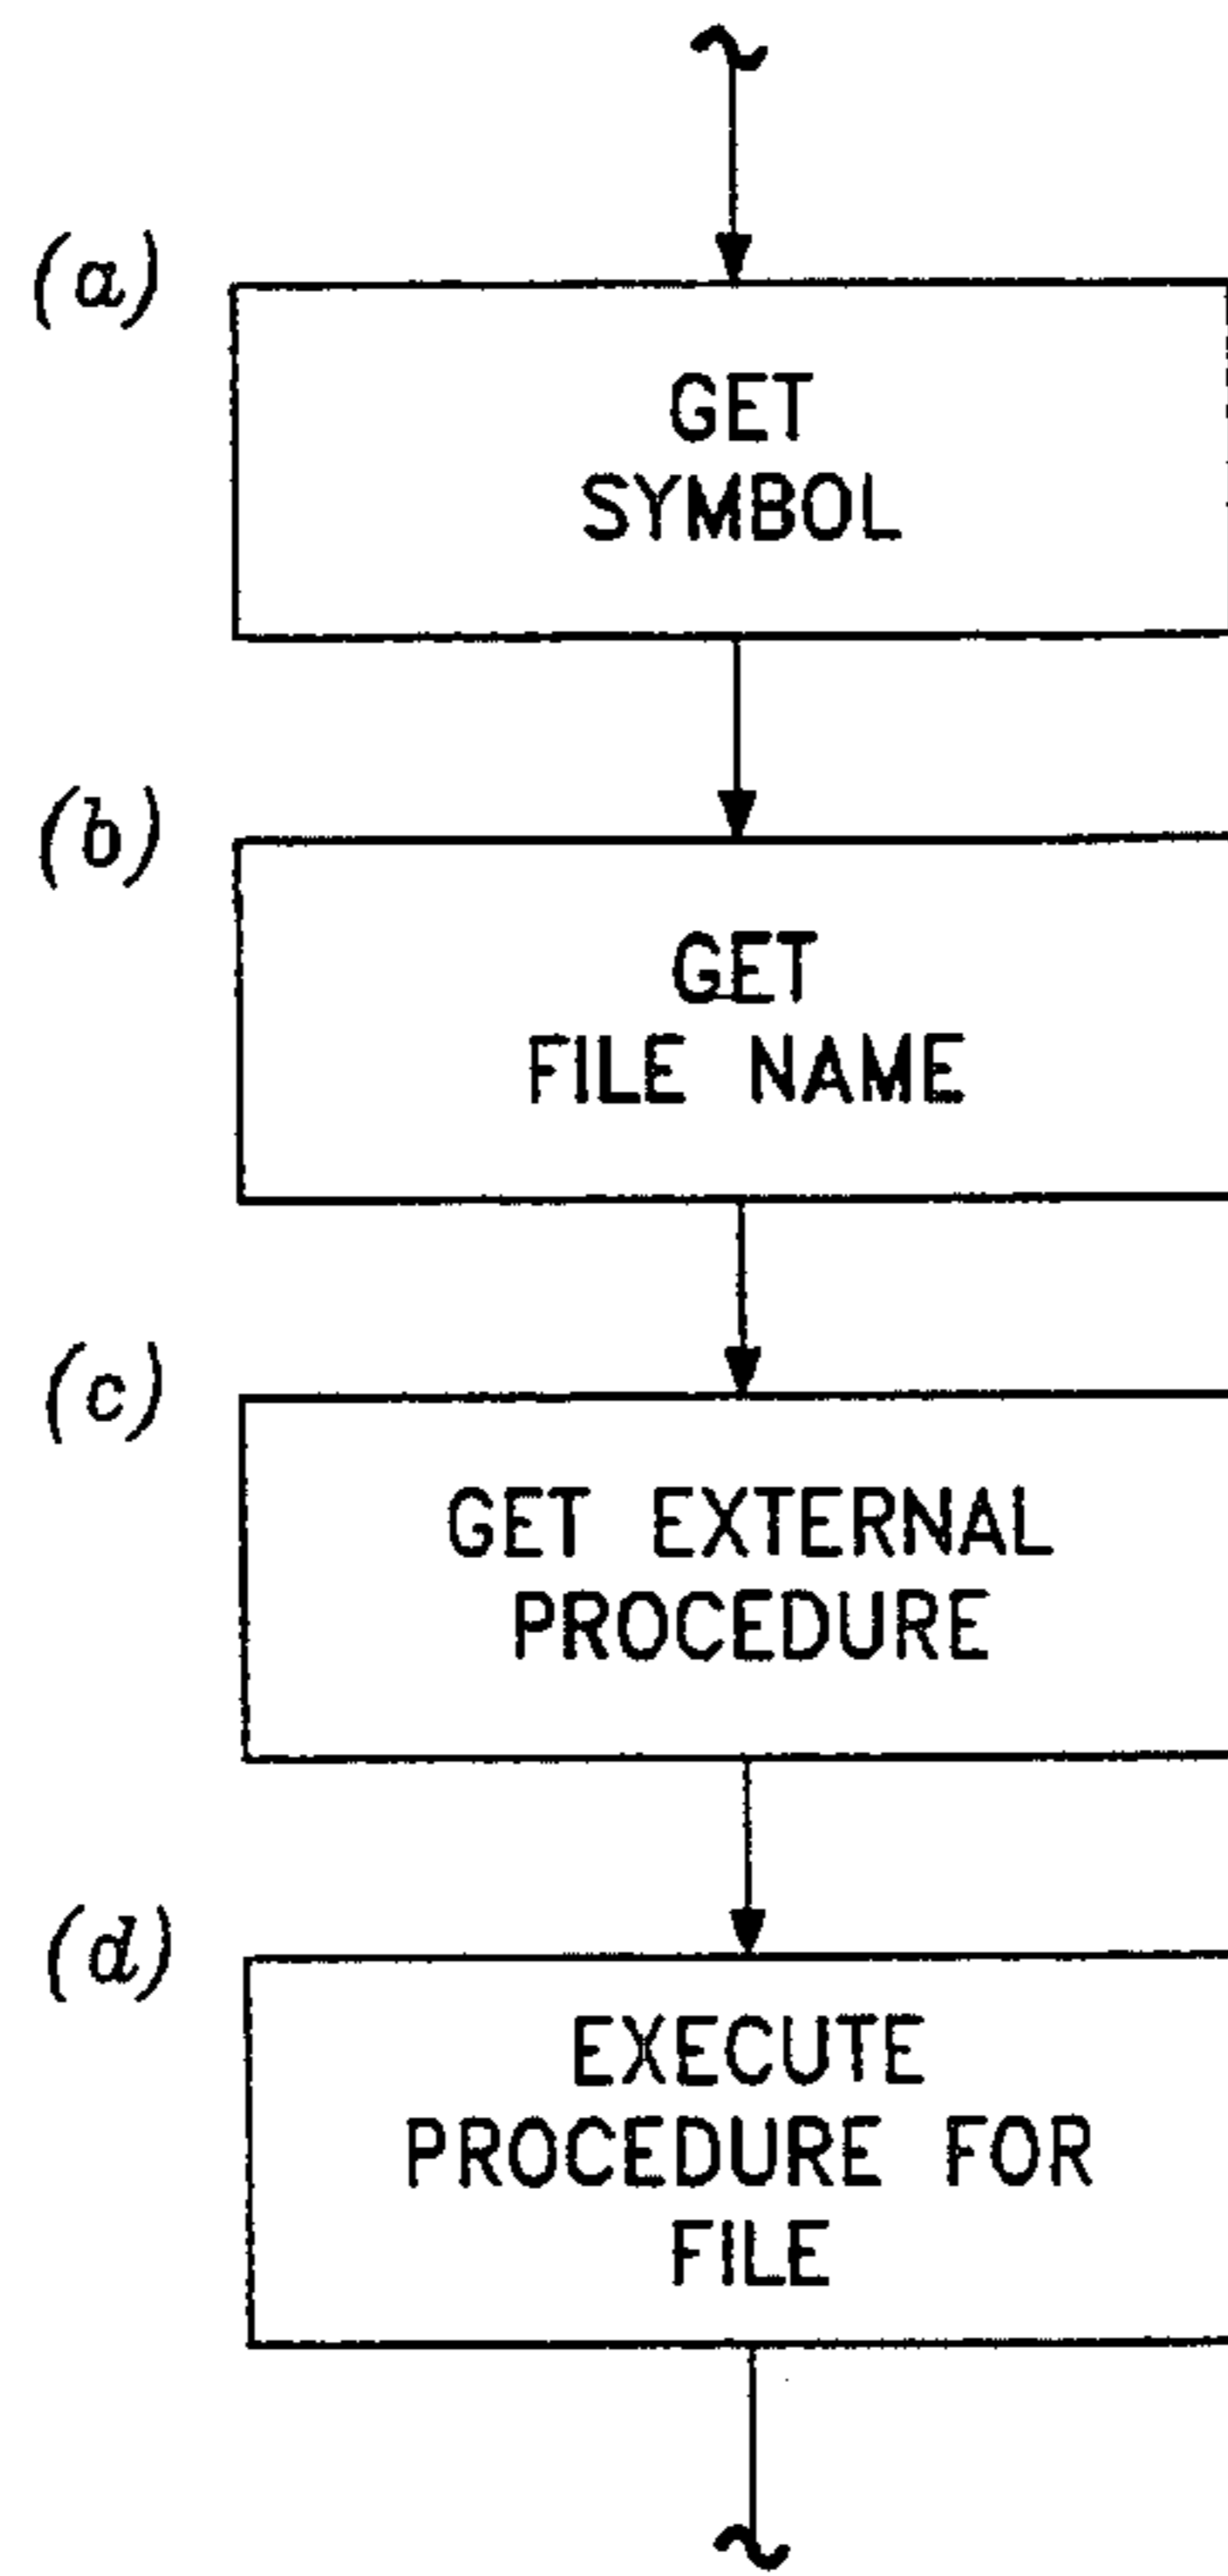 (a)
GET
SYMBOL
(b)
GET
FILE NAME
(c)
GET EXTERNAL
PROCEDURE
(d)
EXECUTE
PROCEDURE FOR
FILE